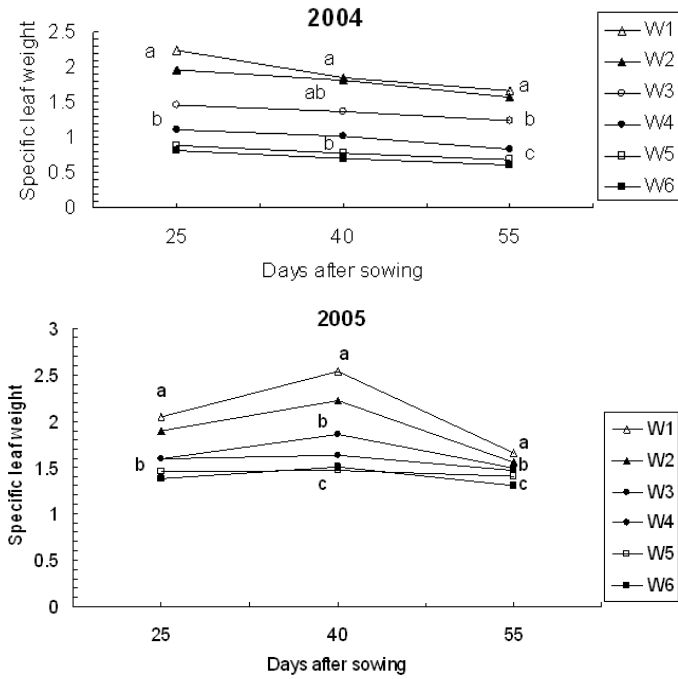 2004
Specific leaf weight
2.5
2
1.5
1
0.5
0
a
a
a
ab
b
b
b
c
25
40
55
Days after sowing
W1
W2
W3
W4
W5
W6
2005
Specific leaf weight
3
2.5
2
1.5
1
0.5
0
a
a
a
b
b
b
c
c
25
40
55
Days after sowing
W1
W2
W3
W4
W5
W6